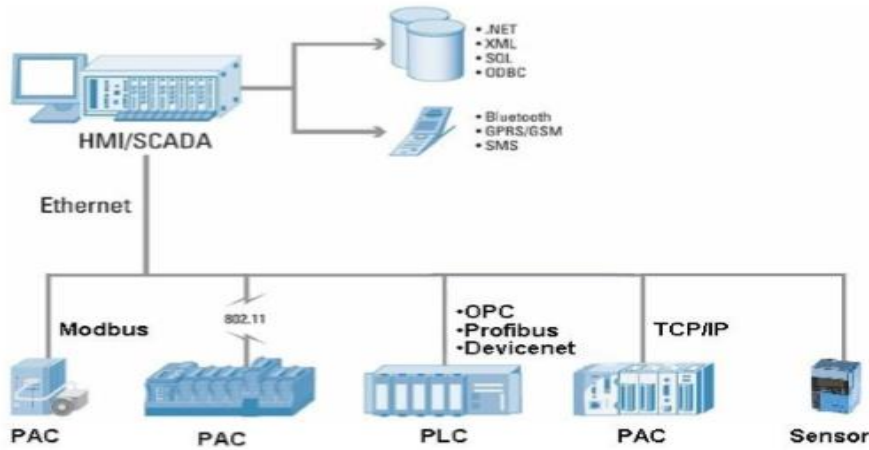 •.NET
•XML
•SQL
•ODBC
HMI/SCADA
•Bluetooth
•GPRS/GSM
•SMS
Ethernet
Modbus
802.11
•OPC
•Profibus
•Devicenet
TCP/IP
PAC
PAC
PLC
PAC
Sensor